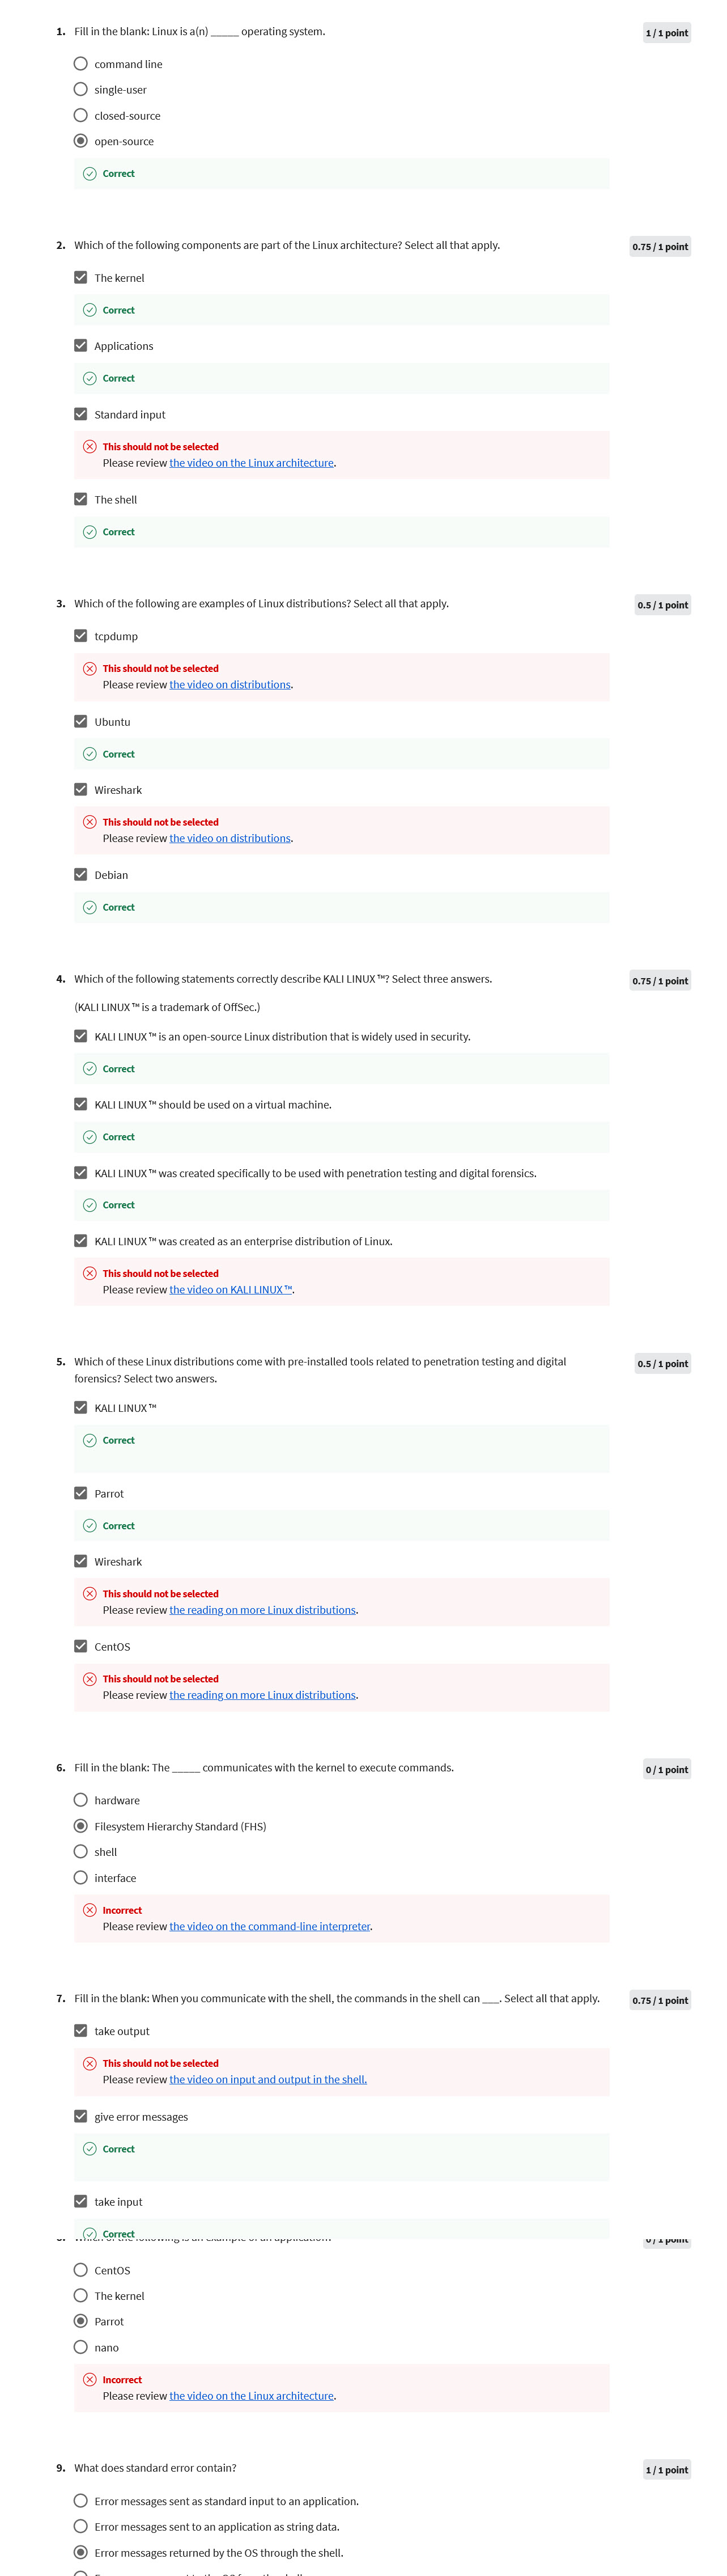 1. Fill in the blank: Linux is a(n) _____ operating system.
1 / 1 point
command line
single-user
closed-source
open-source
Correct
2. Which of the following components are part of the Linux architecture? Select all that apply.
0.75 / 1 point
The kernel
Correct
Applications
Correct
Standard input
This should not be selected
Please review the video on the Linux architecture.
The shell
Correct
3. Which of the following are examples of Linux distributions? Select all that apply.
0.5 / 1 point
tcpdump
This should not be selected
Please review the video on distributions.
Ubuntu
Correct
Wireshark
This should not be selected
Please review the video on distributions.
Debian
Correct
4. Which of the following statements correctly describe KALI LINUX ™? Select three answers.
0.75 / 1 point
(KALI LINUX ™ is a trademark of OffSec.)
KALI LINUX ™ is an open-source Linux distribution that is widely used in security.
Correct
KALI LINUX ™ should be used on a virtual machine.
Correct
KALI LINUX ™ was created specifically to be used with penetration testing and digital forensics.
Correct
KALI LINUX ™ was created as an enterprise distribution of Linux.
This should not be selected
Please review the video on KALI LINUX ™.
5. Which of these Linux distributions come with pre-installed tools related to penetration testing and digital
forensics? Select two answers.
0.5 / 1 point
KALI LINUX ™
Correct
Parrot
Correct
Wireshark
This should not be selected
Please review the reading on more Linux distributions.
CentOS
This should not be selected
Please review the reading on more Linux distributions.
6. Fill in the blank: The _____ communicates with the kernel to execute commands.
0 / 1 point
hardware
Filesystem Hierarchy Standard (FHS)
shell
interface
Incorrect
Please review the video on the command-line interpreter.
7. Fill in the blank: When you communicate with the shell, the commands in the shell can ___. Select all that apply.
0.75 / 1 point
take output
This should not be selected
Please review the video on input and output in the shell.
give error messages
Correct
take input
Correct
CentOS
The kernel
Parrot
nano
Incorrect
Please review the video on the Linux architecture.
9. What does standard error contain?
1 / 1 point
Error messages sent as standard input to an application.
Error messages sent to an application as string data.
Error messages returned by the OS through the shell.